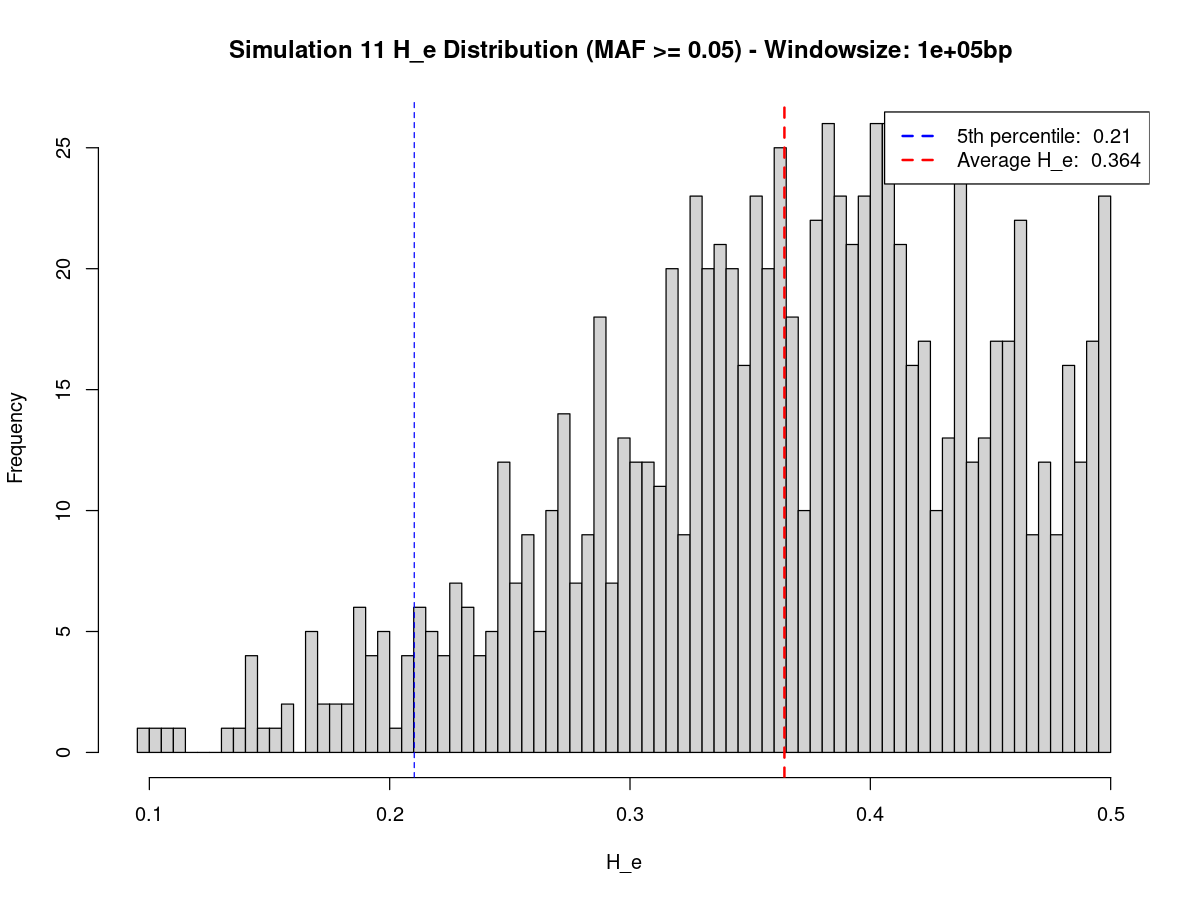 Simulation 11 H_e Distribution (MAF >= 0.05) - Windowsize: 1e+05bp
5th percentile:  0.21
Average H_e:  0.364
Frequency
25
20
15
10
5
0
0.1 0.2 0.3 0.4 0.5
H_e